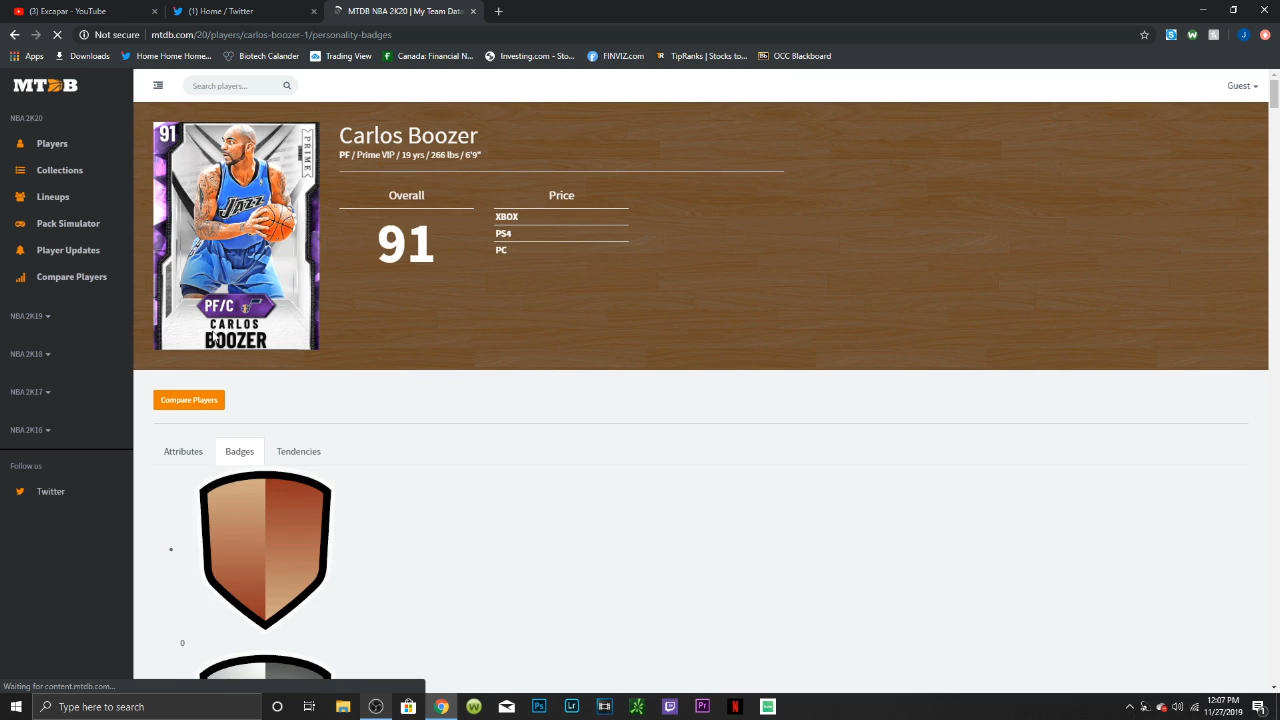 (3) Excape - YouTube
(3) Home / Twitter
MTDB NBA 2K20 | My Team Dat
Not secure | mtdb.com/20/players/carlos-boozer-1/personality-badges
Apps Downloads Home Home Home... Biotech Calander Trading View Canada: Financial... Investing.com - Sto... FINVIZ.com TipRanks | Stocks to... OCC Blackboard
MTDB
Search players...
Guest
NBA 2K20
Players
Collections
Lineups
Pack Simulator
Player Updates
Compare Players
NBA 2K19
NBA 2K18
NBA 2K17
NBA 2K16
Follow us
Twitter
91
PRIME
JAZZ
PF/C
CARLOS
BOOZER
Carlos Boozer
PF / Prime VIP / 19 yrs / 266 lbs / 6'9"
Overall
91
Price
XBOX
PS4
PC
Compare Players
Attributes Badges Tendencies
0
Waiting for content.mtdb.com...
Type here to search
12:07 PM
11/27/2019